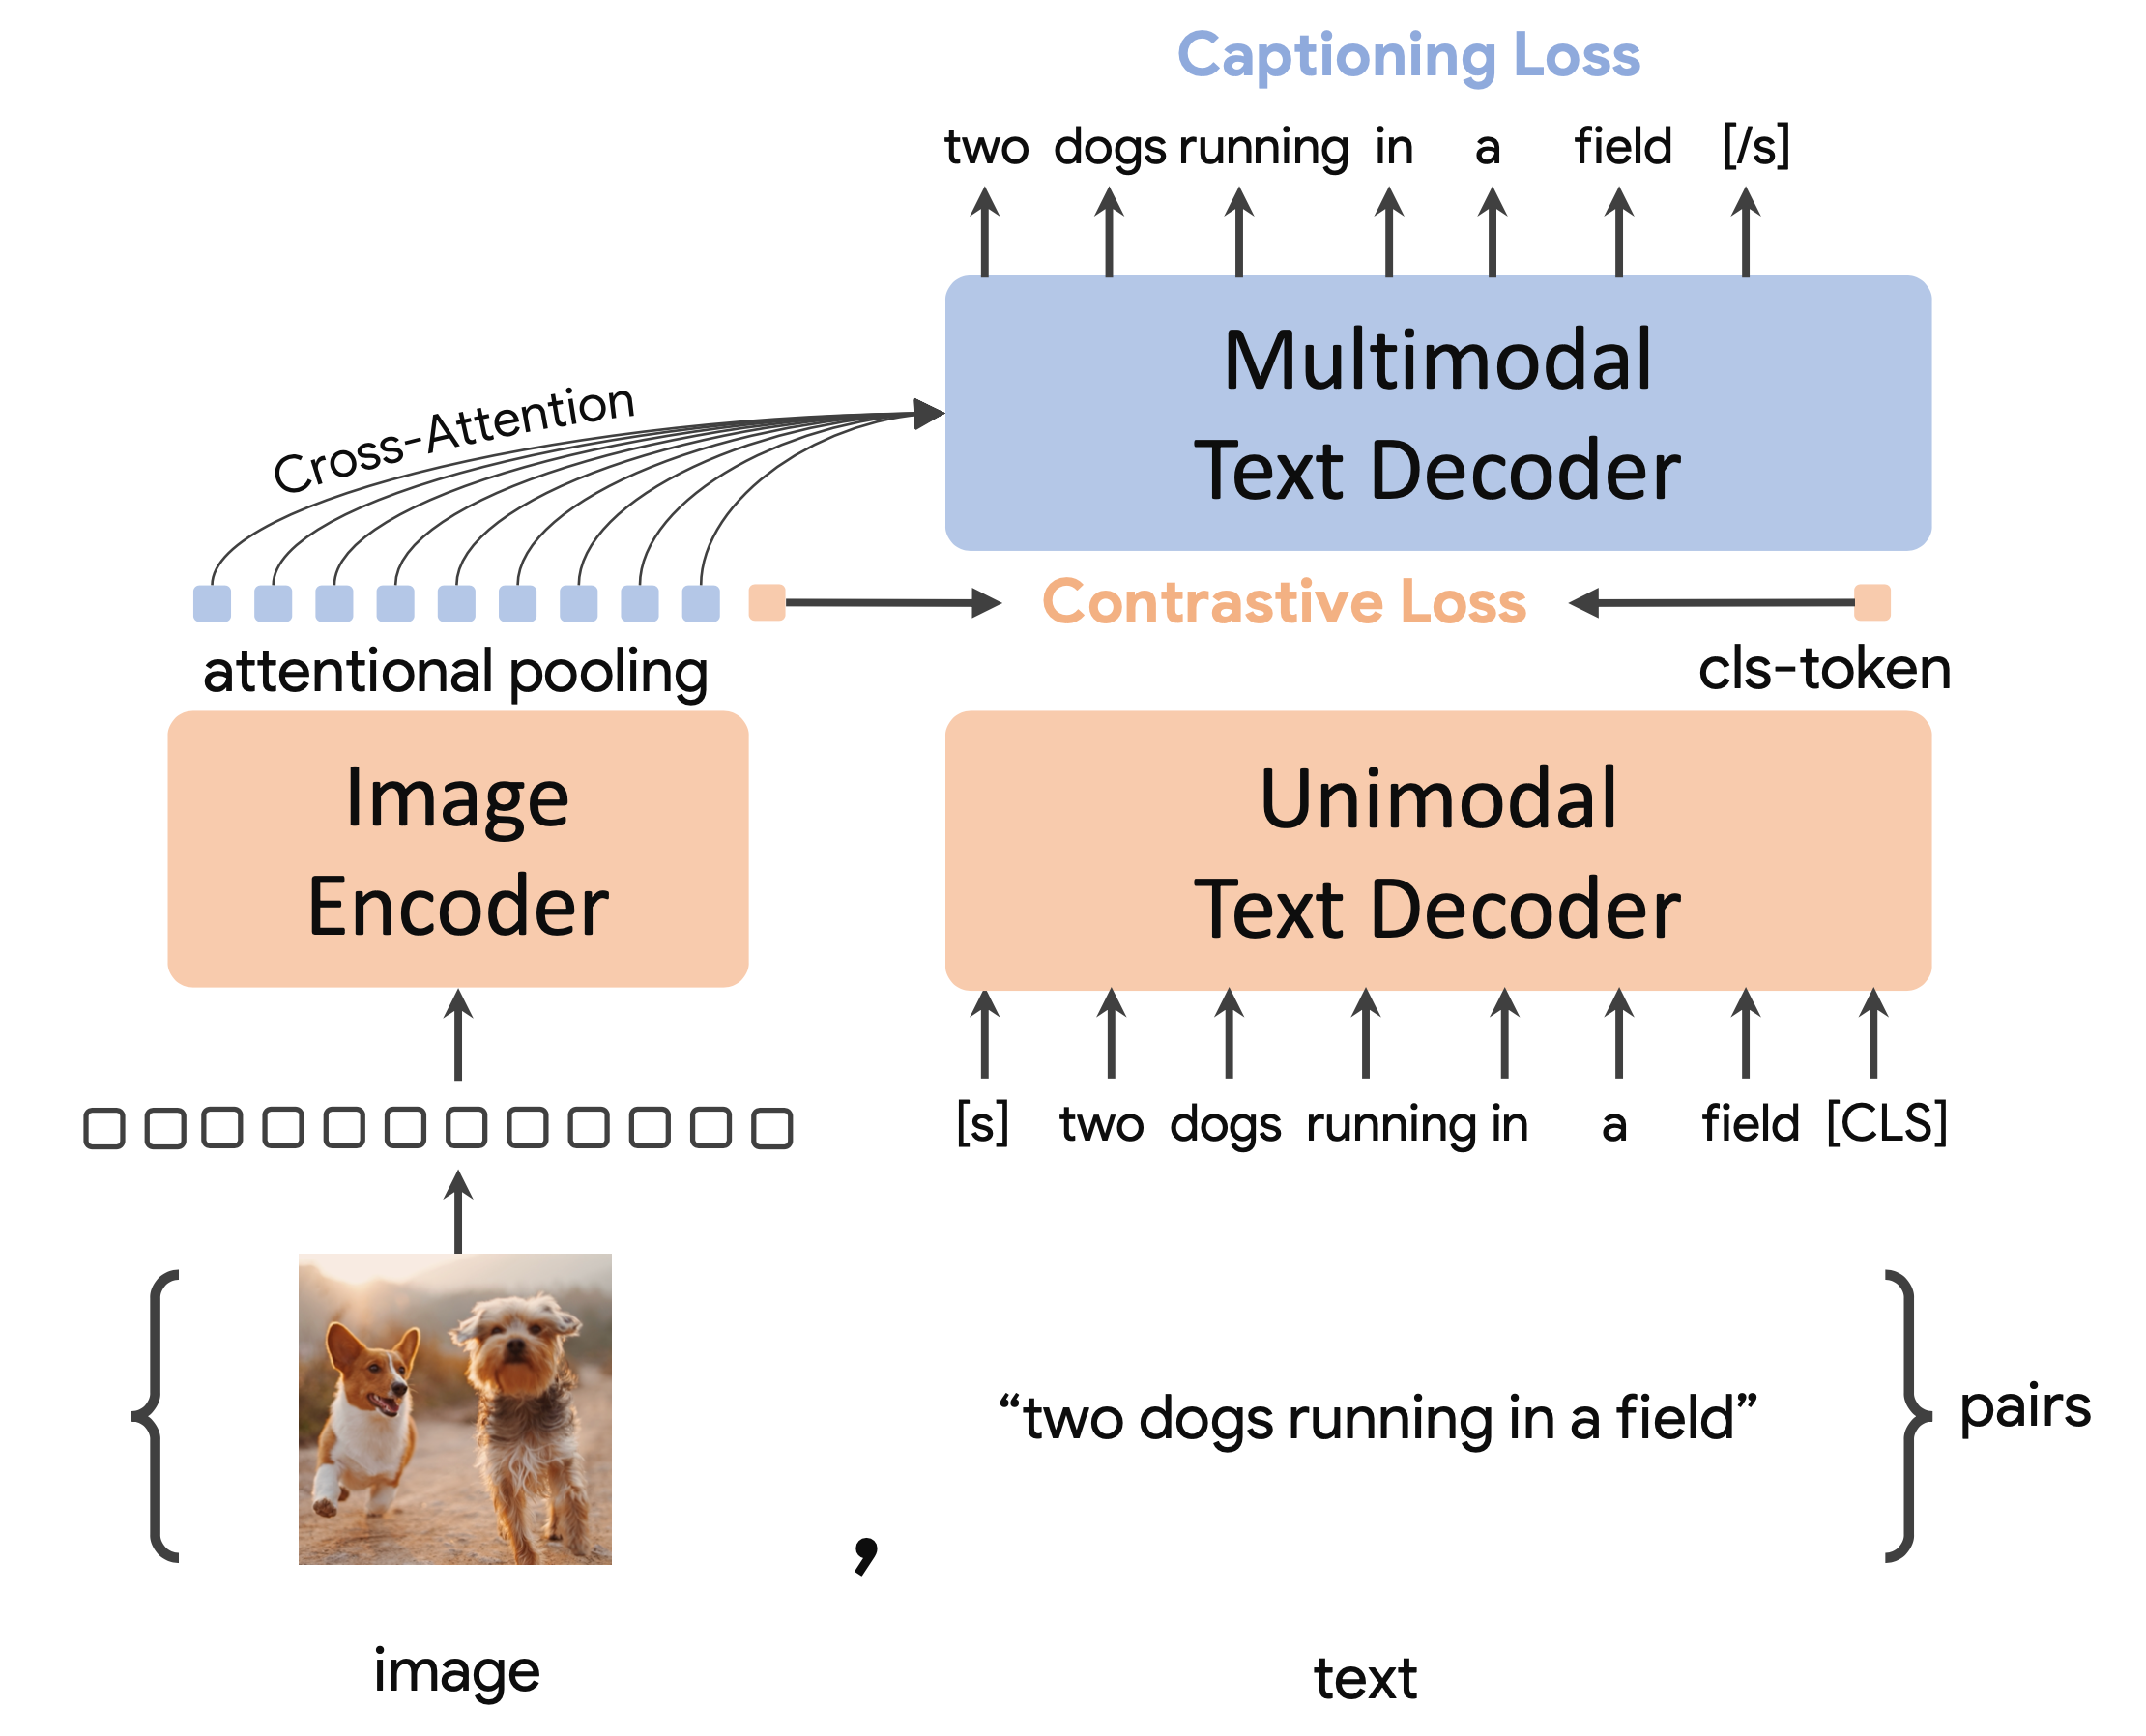 Captioning Loss
two dogs running in a field [/s]
Multimodal
Text Decoder
Cross-Attention
Contrastive Loss
attentional pooling
cls-token
Image
Encoder
Unimodal
Text Decoder
[s] two dogs running in a field [CLS]
“two dogs running in a field”
pairs
,
image
text